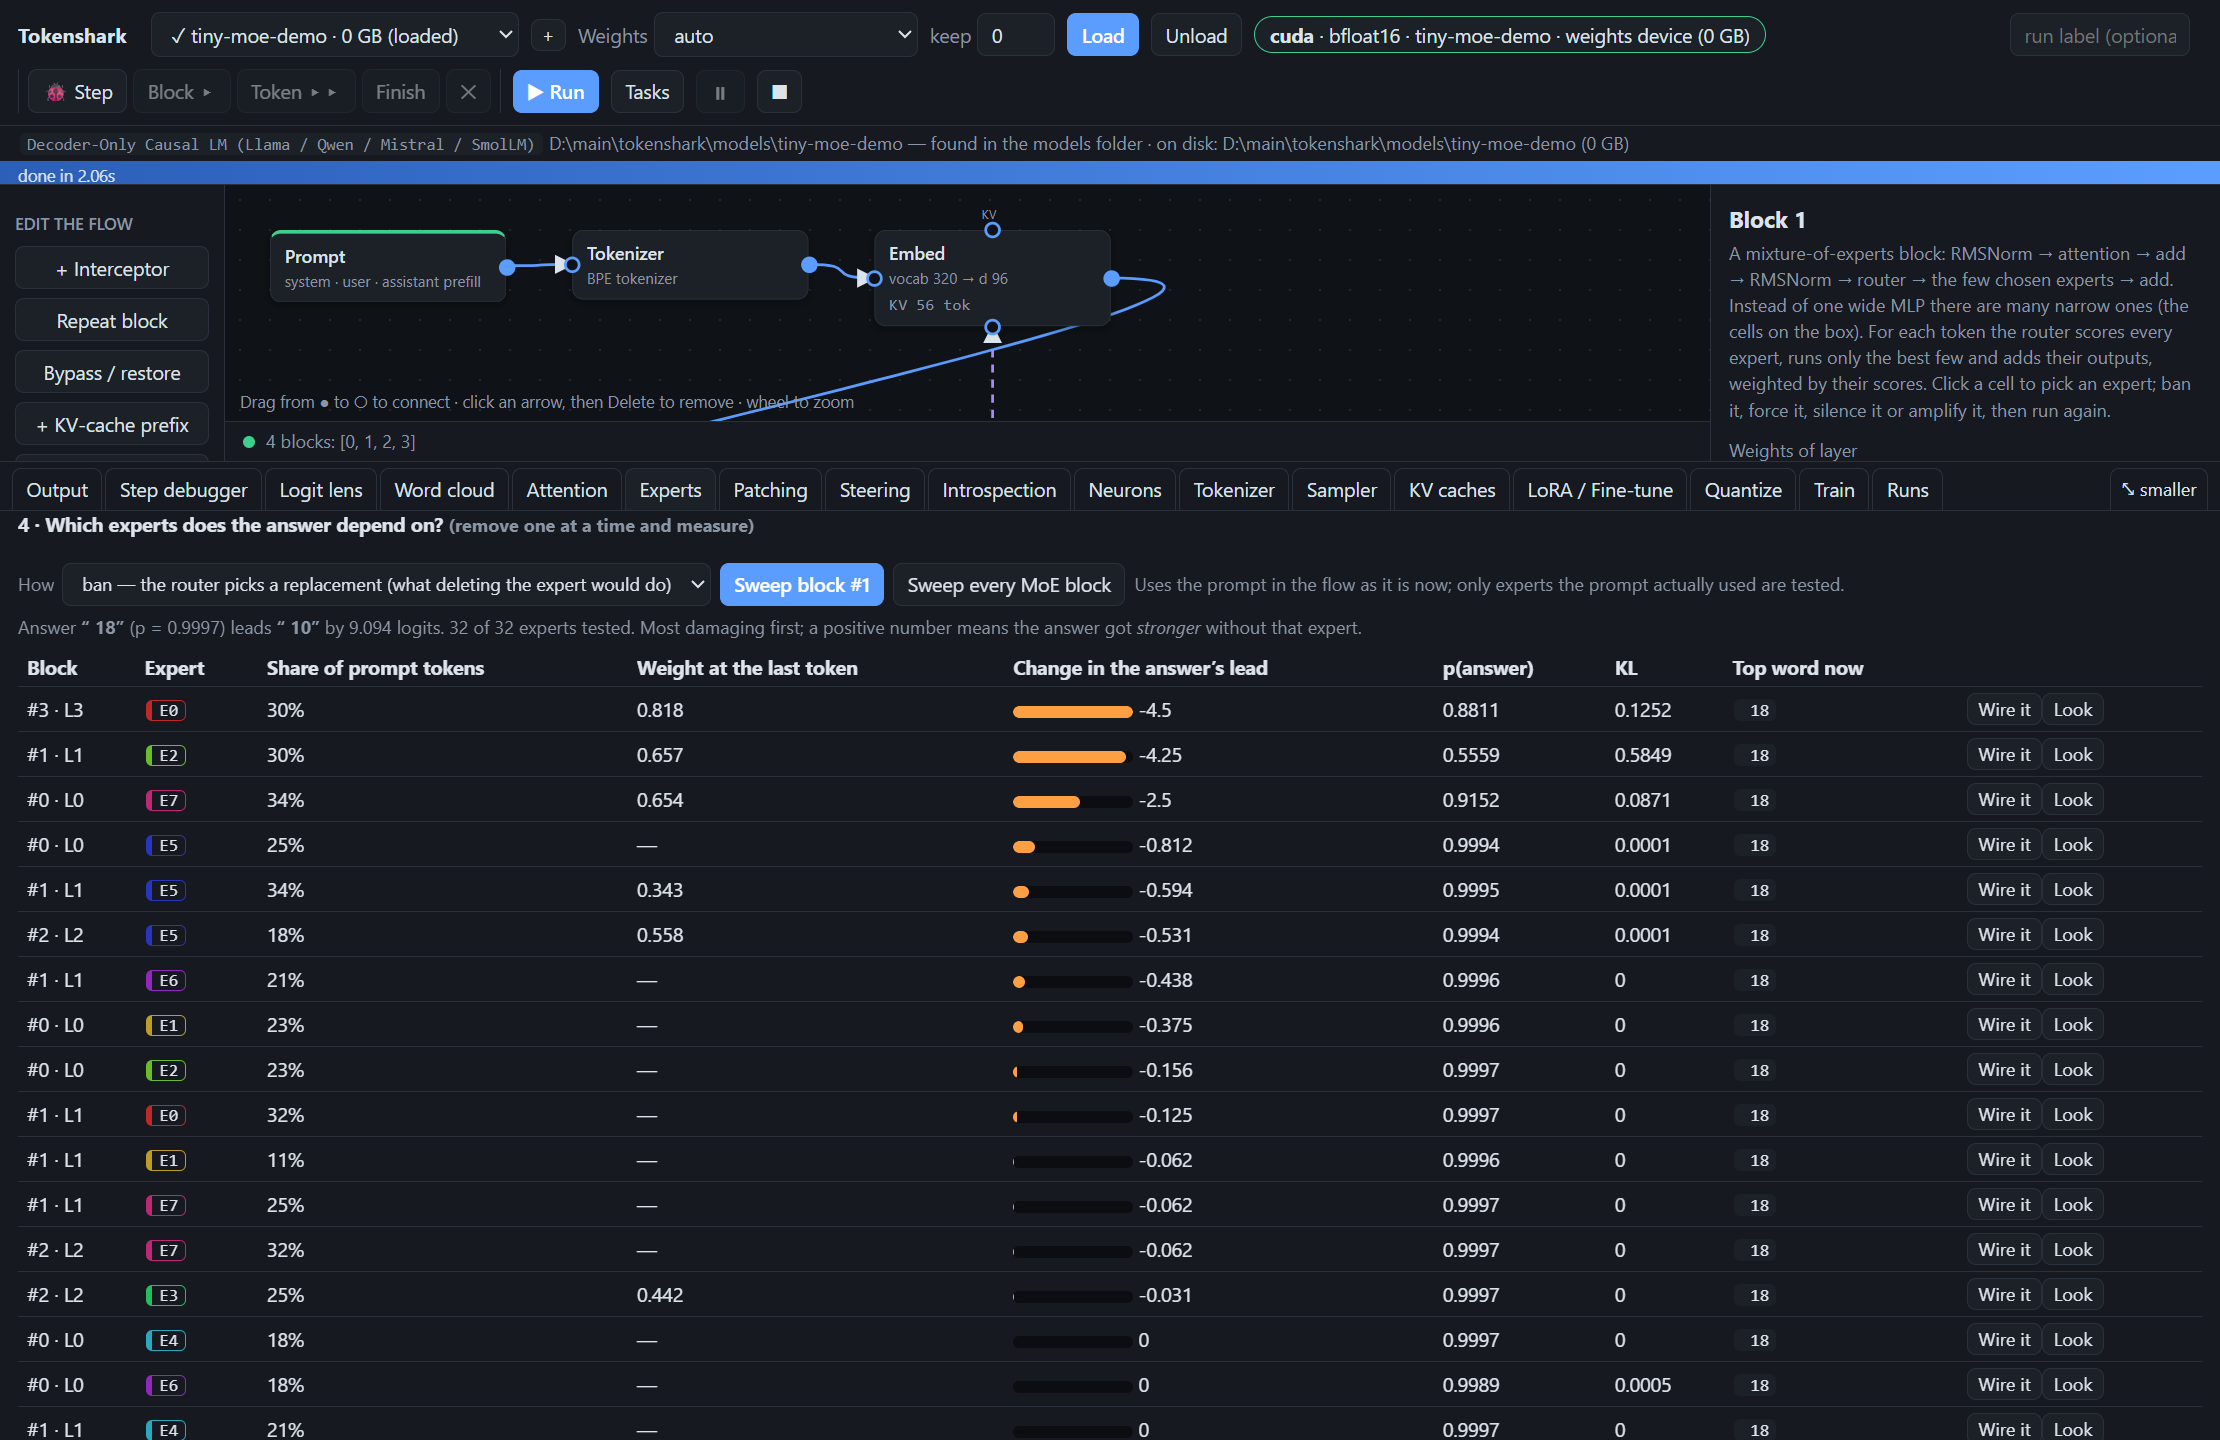 Tokenshark ✓ tiny-moe-demo · 0 GB (loaded) + Weights auto keep 0 Load Unload cuda · bfloat16 · tiny-moe-demo · weights device (0 GB) run label (optiona
🐞 Step Block ▸ Token ▸ ▸ Finish ✕ ▶ Run Tasks ⏸ ■
Decoder-Only Causal LM (Llama / Qwen / Mistral / SmolLM) D:\main\tokenshark\models\tiny-moe-demo — found in the models folder · on disk: D:\main\tokenshark\models\tiny-moe-demo (0 GB)
done in 2.06s
EDIT THE FLOW
+ Interceptor
Repeat block
Bypass / restore
+ KV-cache prefix
Prompt
system · user · assistant prefill
Tokenizer
BPE tokenizer
KV
Embed
vocab 320 → d 96
KV 56 tok
Drag from ● to ○ to connect · click an arrow, then Delete to remove · wheel to zoom
4 blocks: [0, 1, 2, 3]
Block 1
A mixture-of-experts block: RMSNorm → attention → add
→ RMSNorm → router → the few chosen experts → add.
Instead of one wide MLP there are many narrow ones (the
cells on the box). For each token the router scores every
expert, runs only the best few and adds their outputs,
weighted by their scores. Click a cell to pick an expert; ban
it, force it, silence it or amplify it, then run again.
Weights of layer
Output Step debugger Logit lens Word cloud Attention Experts Patching Steering Introspection Neurons Tokenizer Sampler KV caches LoRA / Fine-tune Quantize Train Runs ⤡ smaller
4 · Which experts does the answer depend on? (remove one at a time and measure)
How ban — the router picks a replacement (what deleting the expert would do) Sweep block #1 Sweep every MoE block Uses the prompt in the flow as it is now; only experts the prompt actually used are tested.
Answer “ 18” (p = 0.9997) leads “ 10” by 9.094 logits. 32 of 32 experts tested. Most damaging first; a positive number means the answer got stronger without that expert.
Block Expert Share of prompt tokens Weight at the last token Change in the answer’s lead p(answer) KL Top word now
#3 · L3 E0 30% 0.818 -4.5 0.8811 0.1252 18 Wire it Look
#1 · L1 E2 30% 0.657 -4.25 0.5559 0.5849 18 Wire it Look
#0 · L0 E7 34% 0.654 -2.5 0.9152 0.0871 18 Wire it Look
#0 · L0 E5 25% — -0.812 0.9994 0.0001 18 Wire it Look
#1 · L1 E5 34% 0.343 -0.594 0.9995 0.0001 18 Wire it Look
#2 · L2 E5 18% 0.558 -0.531 0.9994 0.0001 18 Wire it Look
#1 · L1 E6 21% — -0.438 0.9996 0 18 Wire it Look
#0 · L0 E1 23% — -0.375 0.9996 0 18 Wire it Look
#0 · L0 E2 23% — -0.156 0.9997 0 18 Wire it Look
#1 · L1 E0 32% — -0.125 0.9997 0 18 Wire it Look
#1 · L1 E1 11% — -0.062 0.9996 0 18 Wire it Look
#1 · L1 E7 25% — -0.062 0.9997 0 18 Wire it Look
#2 · L2 E7 32% — -0.062 0.9997 0 18 Wire it Look
#2 · L2 E3 25% 0.442 -0.031 0.9997 0 18 Wire it Look
#0 · L0 E4 18% — 0 0.9997 0 18 Wire it Look
#0 · L0 E6 18% — 0 0.9989 0.0005 18 Wire it Look
#1 · L1 E4 21% — 0 0.9997 0 18 Wire it Look